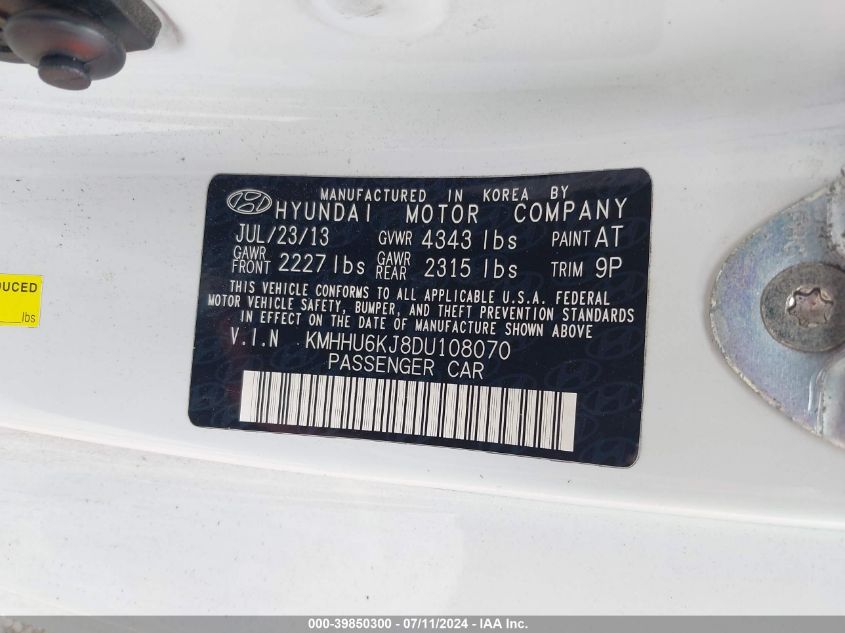 MANUFACTURED IN KOREA BY
HYUNDAI MOTOR COMPANY
JUL/23/13 GVWR 4343 lbs PAINT AT
GAWR FRONT 2227 lbs GAWR REAR 2315 lbs TRIM 9P
THIS VEHICLE CONFORMS TO ALL APPLICABLE U.S.A. FEDERAL
MOTOR VEHICLE SAFETY, BUMPER, AND THEFT PREVENTION STANDARDS
IN EFFECT ON THE DATE OF MANUFACTURE SHOWN ABOVE
V.I.N KMHHU6KJ8DU108070
PASSENGER CAR
DUCED
lbs
000-39850300 - 07/11/2024 - IAA Inc.